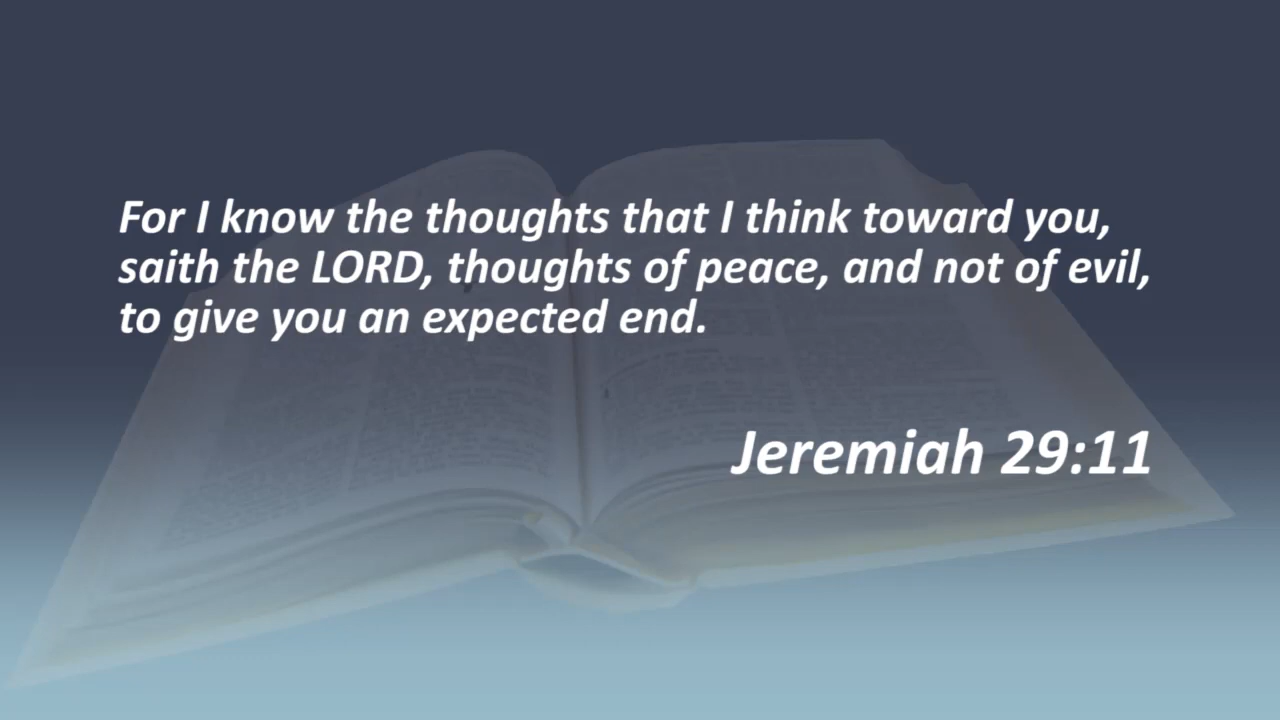 For I know the thoughts that I think toward you,
saith the LORD, thoughts of peace, and not of evil,
to give you an expected end.
Jeremiah 29:11